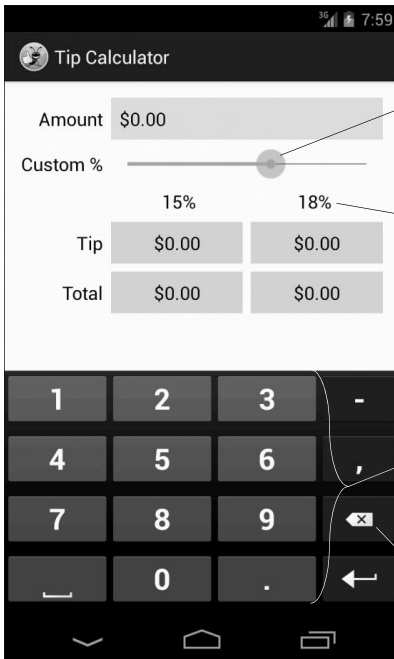 3G 7:59
Tip Calculator
Amount $0.00
Custom %
15% 18%
Tip $0.00 $0.00
Total $0.00 $0.00
1 2 3 -
4 5 6 ,
7 8 9
0 .